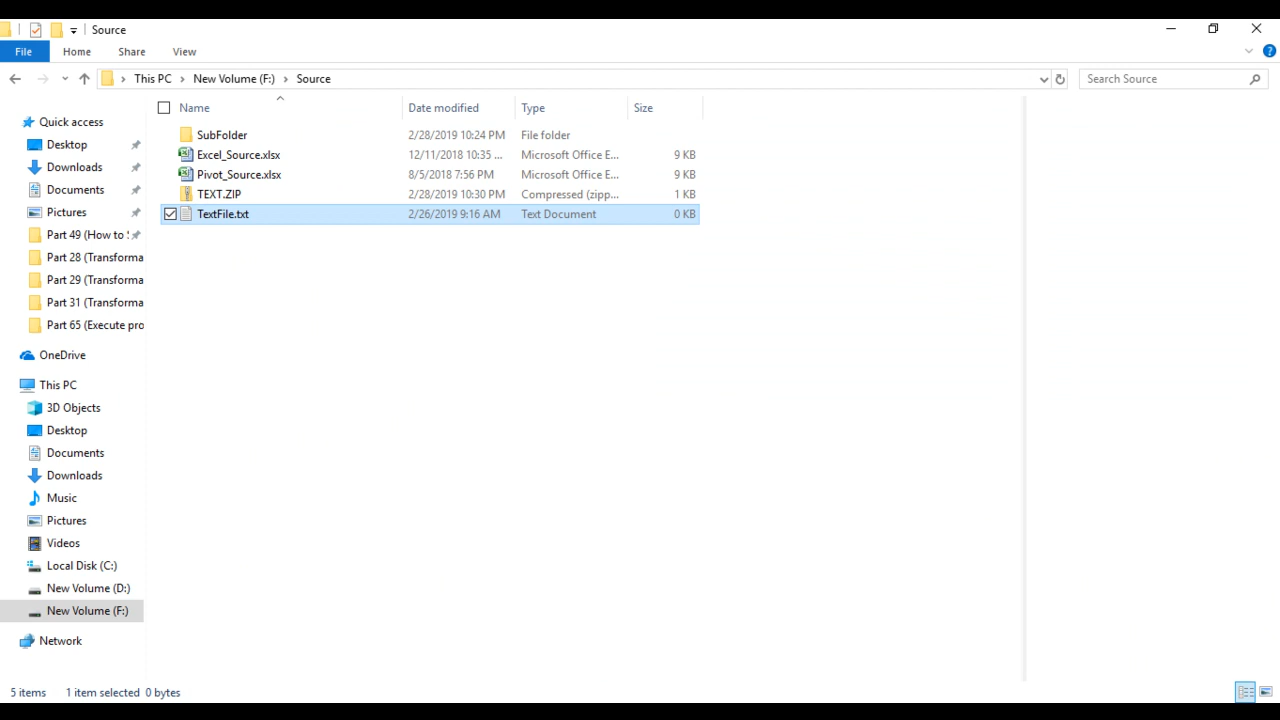 Source
File Home Share View
This PC New Volume (F:) Source Search Source
Name Date modified Type Size
SubFolder 2/28/2019 10:24 PM File folder
Excel_Source.xlsx 12/11/2018 10:35 ... Microsoft Office E... 9 KB
Pivot_Source.xlsx 8/5/2018 7:56 PM Microsoft Office E... 9 KB
TEXT.ZIP 2/28/2019 10:30 PM Compressed (zipp... 1 KB
TextFile.txt 2/26/2019 9:16 AM Text Document 0 KB
Quick access
Desktop
Downloads
Documents
Pictures
Part 49 (How to
Part 28 (Transforma
Part 29 (Transforma
Part 31 (Transforma
Part 65 (Execute pro
OneDrive
This PC
3D Objects
Desktop
Documents
Downloads
Music
Pictures
Videos
Local Disk (C:)
New Volume (D:)
New Volume (F:)
Network
5 items 1 item selected 0 bytes